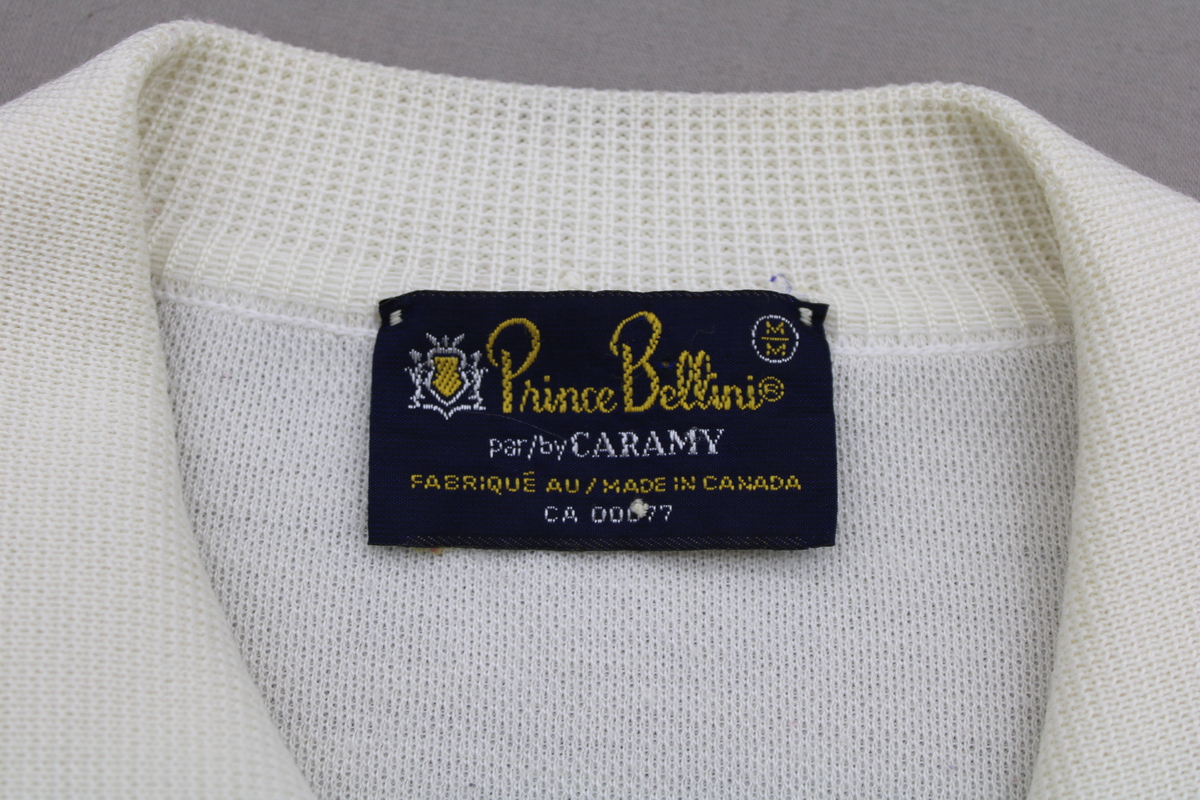 Prince Bellini®
M
M
par/by CARAMY
FABRIQUÉ AU / MADE IN CANADA
CA